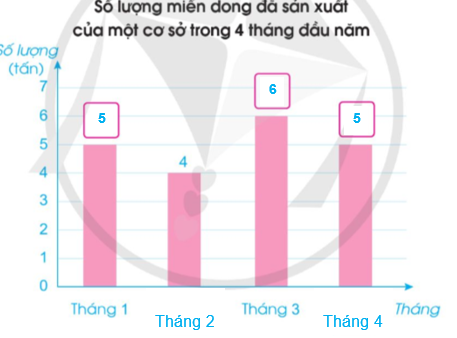 Số lượng miến dong đã sản xuất
của một cơ sở trong 4 tháng đầu năm
Số lượng
(tấn)
7
6
5
4
3
2
1
0
5
4
6
5
Tháng 1
Tháng 2
Tháng 3
Tháng 4
Tháng